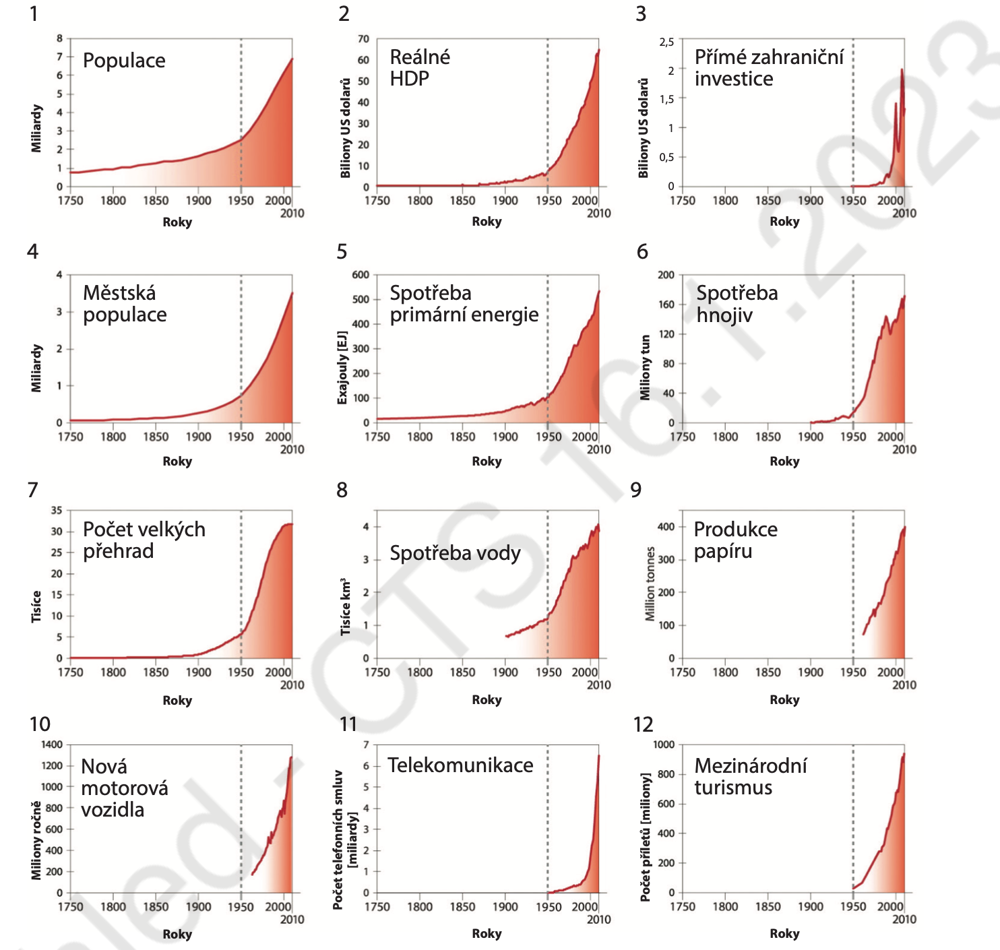 1
Populace
Miliardy
8
7
6
5
4
3
2
1
0
1750 1800 1850 1900 1950 2000
2010
Roky
2
Reálné
HDP
Biliony US dolarů
70
60
50
40
30
20
10
0
1750 1800 1850 1900 1950 2000
2010
Roky
3
Přímé zahraniční
investice
Biliony US dolarů
2,5
2
1,5
1
0,5
0
1750 1800 1850 1900 1950 2000
2010
Roky
4
Městská
populace
Miliardy
4
3
2
1
0
1750 1800 1850 1900 1950 2000
2010
Roky
5
Spotřeba
primární energie
Exajouly [EJ]
600
500
400
300
200
100
0
1750 1800 1850 1900 1950 2000
2010
Roky
6
Spotřeba
hnojiv
Miliony tun
200
160
120
80
40
0
1750 1800 1850 1900 1950 2000
2010
Roky
7
Počet velkých
přehrad
Tisíce
35
30
25
20
15
10
5
0
1750 1800 1850 1900 1950 2000
2010
Roky
8
Spotřeba vody
Tisíce km³
4
3
2
1
0
1750 1800 1850 1900 1950 2000
2010
Roky
9
Produkce
papíru
Million tonnes
400
300
200
100
0
1750 1800 1850 1900 1950 2000
2010
Roky
10
Nová
motorová
vozidla
Miliony ročně
1400
1200
1000
800
600
400
200
0
1750 1800 1850 1900 1950 2000
2010
Roky
11
Telekomunikace
Počet telefonních smluv
[miliardy]
7
6
5
4
3
2
1
0
1750 1800 1850 1900 1950 2000
2010
Roky
12
Mezinárodní
turismus
Počet příletů [miliony]
1000
800
600
400
200
0
1750 1800 1850 1900 1950 2000
2010
Roky
- CTS 16.1.2023